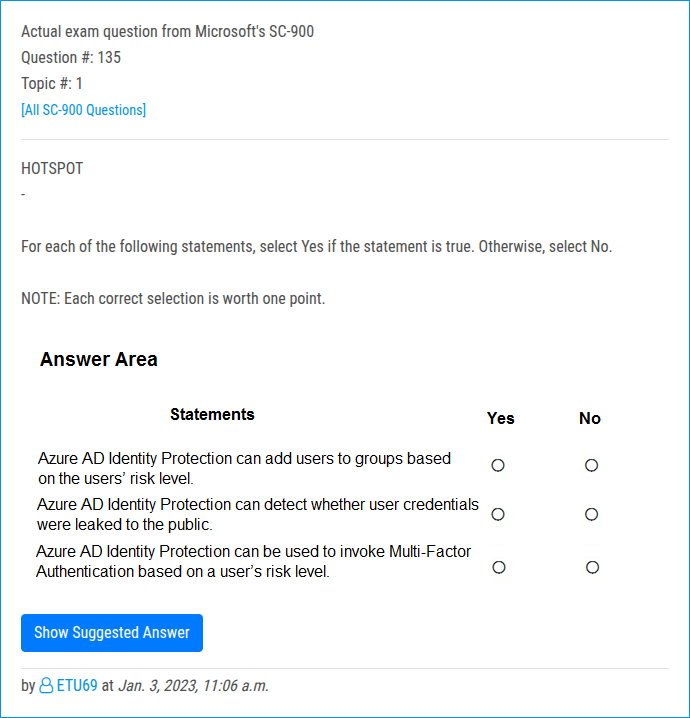 Actual exam question from Microsoft's SC-900
Question #: 135
Topic #: 1
[All SC-900 Questions]
HOTSPOT
-
For each of the following statements, select Yes if the statement is true. Otherwise, select No.
NOTE: Each correct selection is worth one point.
Answer Area
Statements Yes No
Azure AD Identity Protection can add users to groups based
on the users’ risk level.
Azure AD Identity Protection can detect whether user credentials
were leaked to the public.
Azure AD Identity Protection can be used to invoke Multi-Factor
Authentication based on a user’s risk level.
Show Suggested Answer
by ETU69 at Jan. 3, 2023, 11:06 a.m.